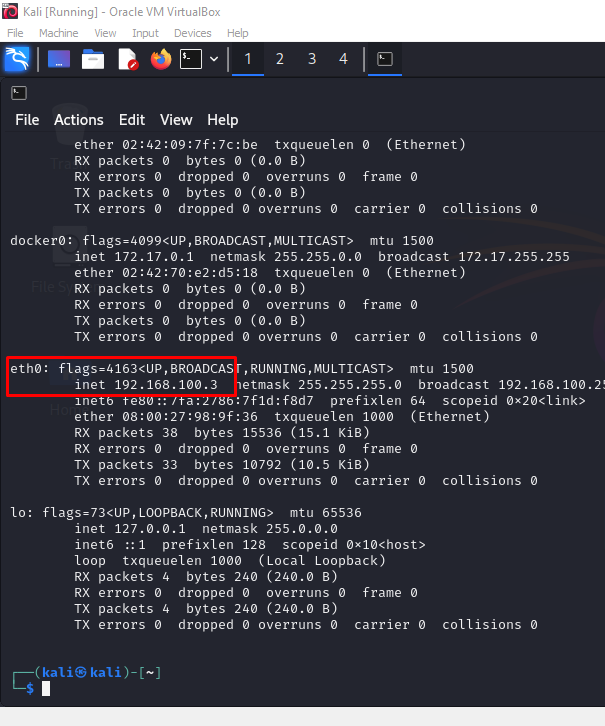 Kali [Running] - Oracle VM VirtualBox
File Machine View Input Devices Help
1 2 3 4
File Actions Edit View Help
ether 02:42:09:7f:7c:be txqueuelen 0 (Ethernet)
RX packets 0 bytes 0 (0.0 B)
RX errors 0 dropped 0 overruns 0 frame 0
TX packets 0 bytes 0 (0.0 B)
TX errors 0 dropped 0 overruns 0 carrier 0 collisions 0
docker0: flags=4099<UP,BROADCAST,MULTICAST> mtu 1500
inet 172.17.0.1 netmask 255.255.0.0 broadcast 172.17.255.255
ether 02:42:70:e2:d5:18 txqueuelen 0 (Ethernet)
RX packets 0 bytes 0 (0.0 B)
RX errors 0 dropped 0 overruns 0 frame 0
TX packets 0 bytes 0 (0.0 B)
TX errors 0 dropped 0 overruns 0 carrier 0 collisions 0
eth0: flags=4163<UP,BROADCAST,RUNNING,MULTICAST> mtu 1500
inet 192.168.100.3 netmask 255.255.255.0 broadcast 192.168.100.25
inet6 fe80::7fa:2786:7f1d:f8d7 prefixlen 64 scopeid 0×20<link>
ether 08:00:27:98:9f:36 txqueuelen 1000 (Ethernet)
RX packets 38 bytes 15536 (15.1 KiB)
RX errors 0 dropped 0 overruns 0 frame 0
TX packets 33 bytes 10792 (10.5 KiB)
TX errors 0 dropped 0 overruns 0 carrier 0 collisions 0
lo: flags=73<UP,LOOPBACK,RUNNING> mtu 65536
inet 127.0.0.1 netmask 255.0.0.0
inet6 ::1 prefixlen 128 scopeid 0×10<host>
loop txqueuelen 1000 (Local Loopback)
RX packets 4 bytes 240 (240.0 B)
RX errors 0 dropped 0 overruns 0 frame 0
TX packets 4 bytes 240 (240.0 B)
TX errors 0 dropped 0 overruns 0 carrier 0 collisions 0
┌──(kali㉿kali)-[~]
└─$